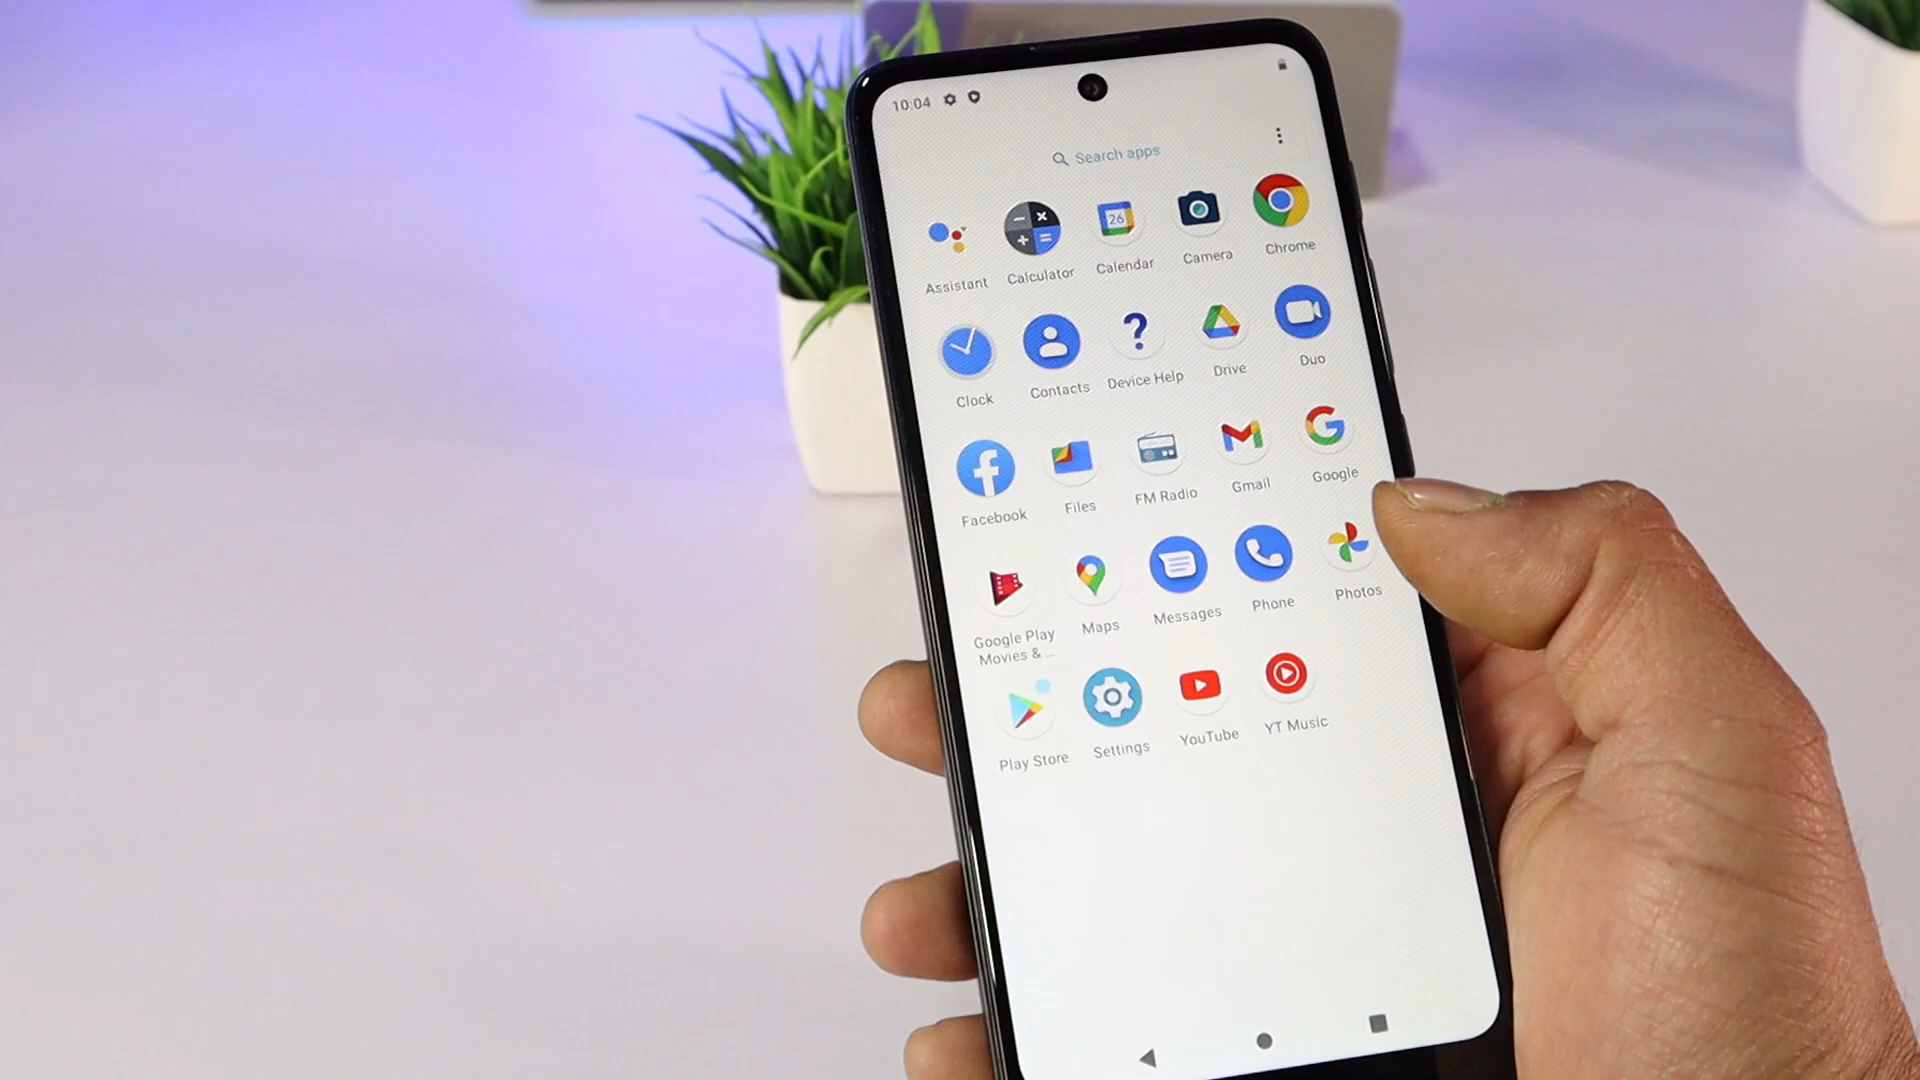 10:04
Search apps
Assistant
Calculator
26
Calendar
Camera
Chrome
Clock
Contacts
Device Help
Drive
Duo
Facebook
Files
FM Radio
Gmail
Google
Google Play
Movies & ...
Maps
Messages
Phone
Photos
Play Store
Settings
YouTube
YT Music